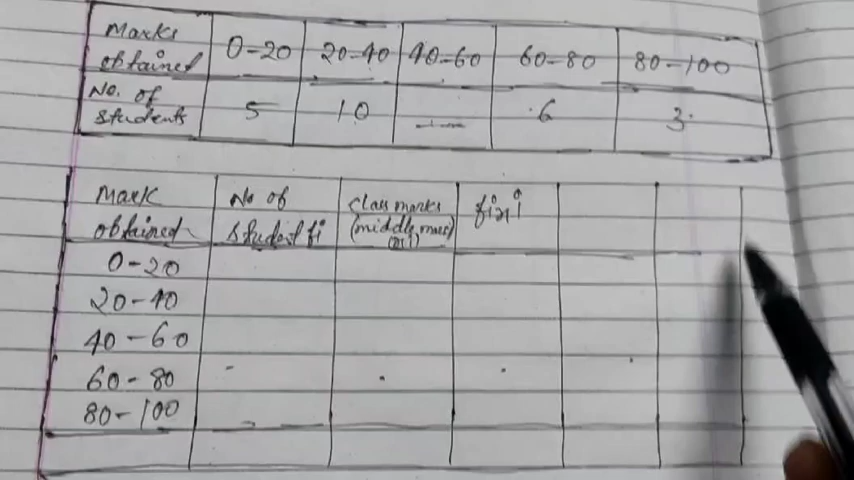 Marks obtained 0-20 20-40 40-60 60-80 80-100
No. of students 5 10 — 6 3
Mark obtained No of student fi Class marks (middle (xi) fixi
0-20
20-40
40-60
60-80
80-100